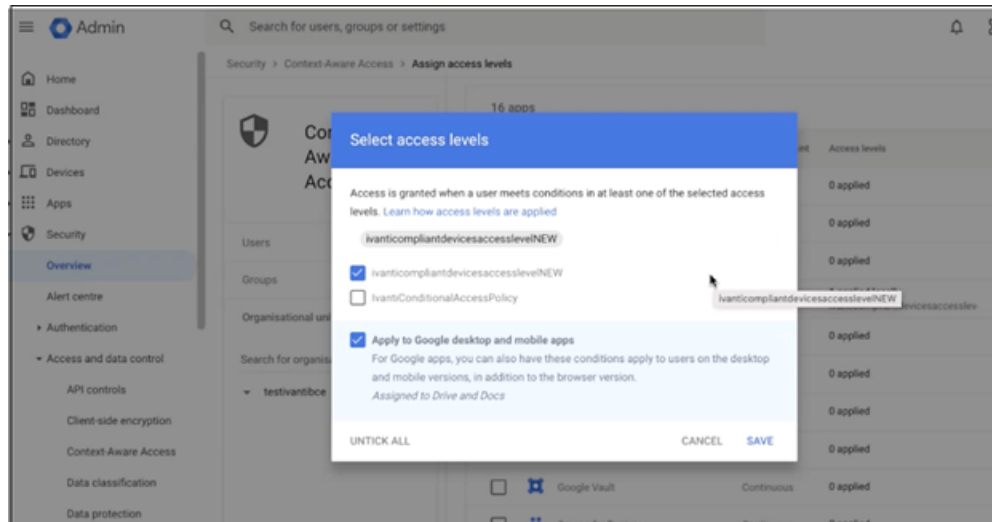 Admin
Search for users, groups or settings
Security > Context-Aware Access > Assign access levels
Home
Dashboard
Directory
Devices
Apps
Security
Overview
Alert centre
Authentication
Access and data control
API controls
Client-side encryption
Context-Aware Access
Data classification
Data protection
Users
Groups
Organisational
testivantibce
16 apps
Access levels
0 applied
0 applied
0 applied
0 applied
0 applied
0 applied
0 applied
Google Vault Continuous 0 applied
Select access levels
Access is granted when a user meets conditions in at least one of the selected access
levels. Learn how access levels are applied
ivanticompliantdevicesaccesslevelNEW
ivanticompliantdevicesaccesslevelNEW
IvantiConditionalAccessPolicy
ivanticompliantdevicesaccesslevelNEW
Apply to Google desktop and mobile apps
For Google apps, you can also have these conditions apply to users on the desktop
and mobile versions, in addition to the browser version.
Assigned to Drive and Docs
UNTICK ALL
CANCEL SAVE